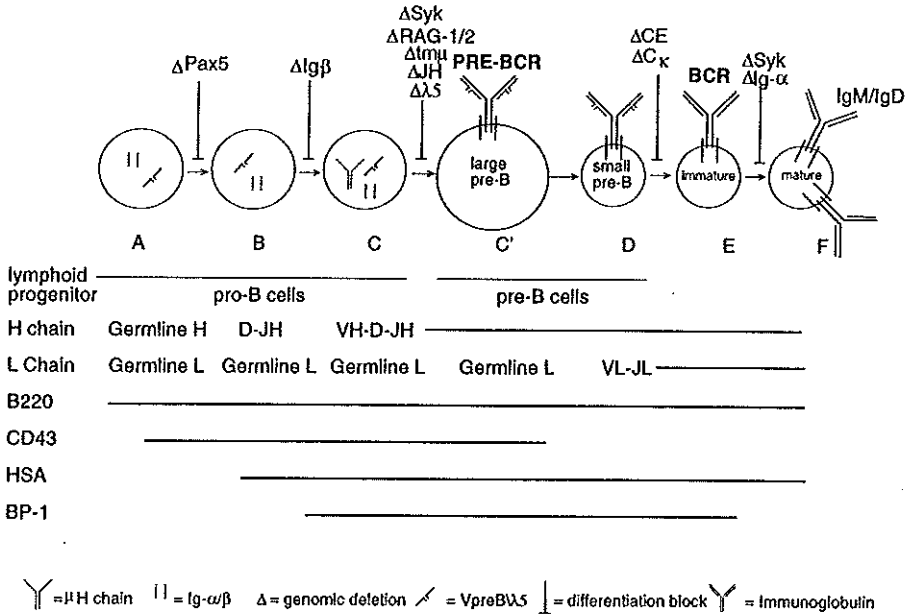 ΔSyk
ΔRAG-1/2
Δtmμ
ΔJH
Δλ5
ΔPax5
ΔIgβ
PRE-BCR
ΔCE
ΔCκ
BCR
ΔSyk
ΔIg-α
IgM/IgD
large pre-B
small pre-B
immature
mature
A B C C' D E F
lymphoid progenitor
pro-B cells pre-B cells
H chain Germline H D-JH VH-D-JH
L Chain Germline L Germline L Germline L Germline L VL-JL
B220
CD43
HSA
BP-1
=μH chain = Ig-α/β Δ = genomic deletion = VpreB\λ5 = differentiation block = Immunoglobulin